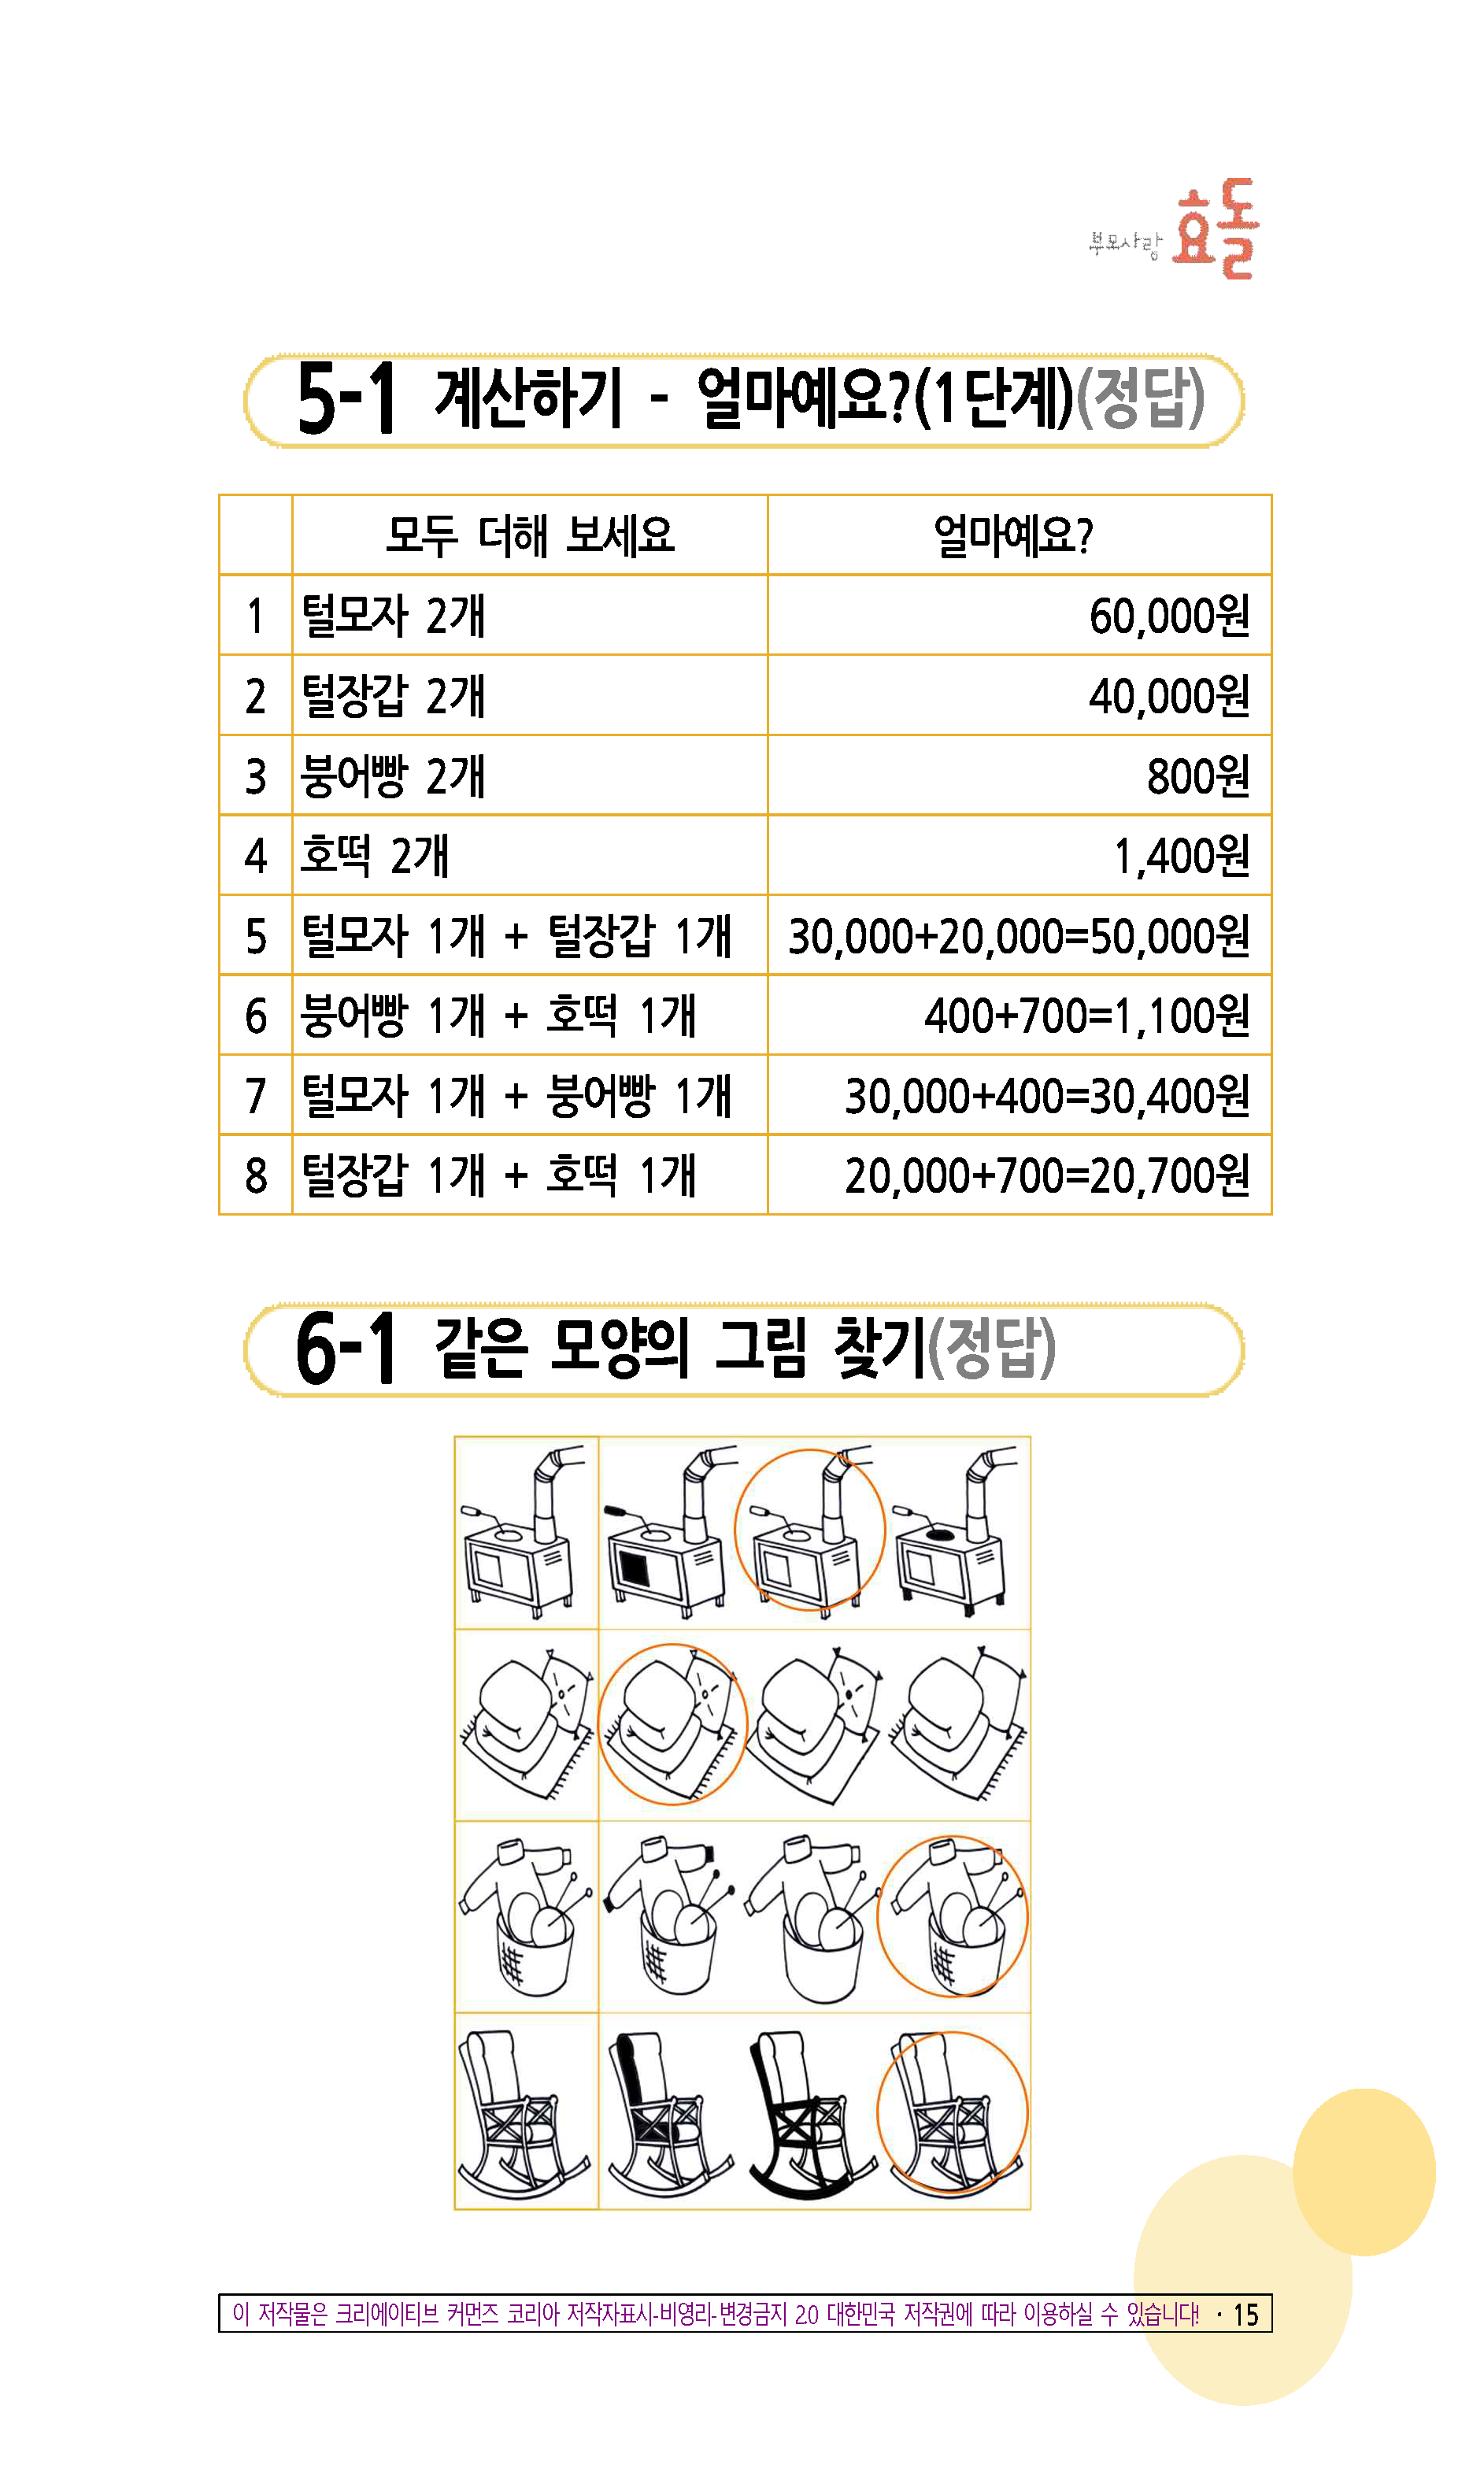 부모사랑 효돌
5-1 계산하기 - 얼마예요?(1단계)(정답)
모두 더해 보세요 얼마예요?
1 털모자 2개 60,000원
2 털장갑 2개 40,000원
3 붕어빵 2개 800원
4 호떡 2개 1,400원
5 털모자 1개 + 털장갑 1개 30,000+20,000=50,000원
6 붕어빵 1개 + 호떡 1개 400+700=1,100원
7 털모자 1개 + 붕어빵 1개 30,000+400=30,400원
8 털장갑 1개 + 호떡 1개 20,000+700=20,700원
6-1 같은 모양의 그림 찾기(정답)
이 저작물은 크리에이티브 커먼즈 코리아 저작자표시-비영리-변경금지 2.0 대한민국 저작권에 따라 이용하실 수 있습니다! · 15